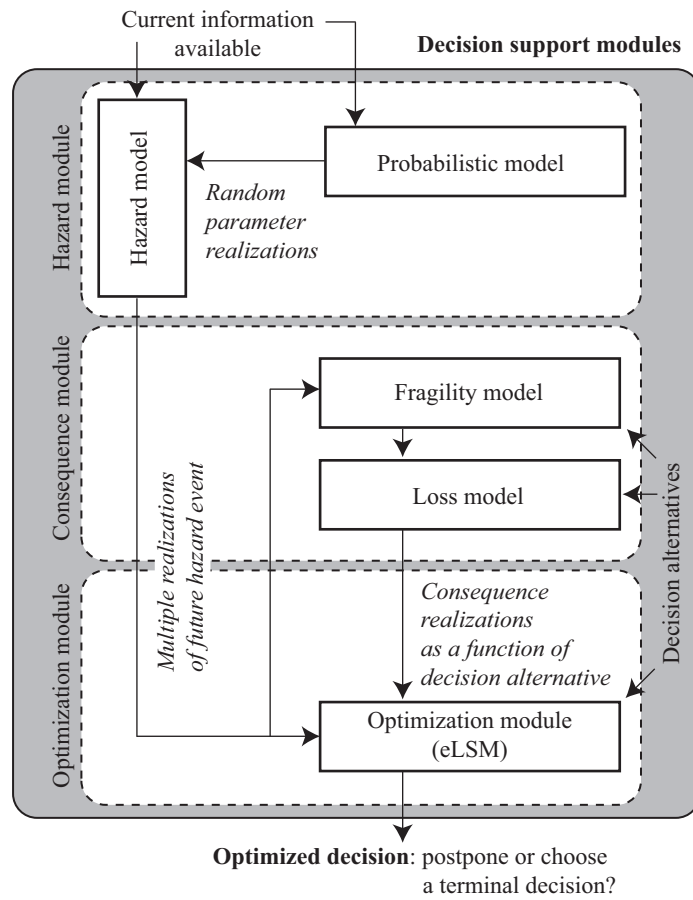 Current information
available
Decision support modules
Hazard module
Hazard model
Probabilistic model
Random
parameter
realizations
Consequence module
Fragility model
Loss model
Decision alternatives
Multiple realizations
of future hazard event
Optimization module
Consequence
realizations
as a function of
decision alternative
Optimization module
(eLSM)
Optimized decision: postpone or choose
a terminal decision?